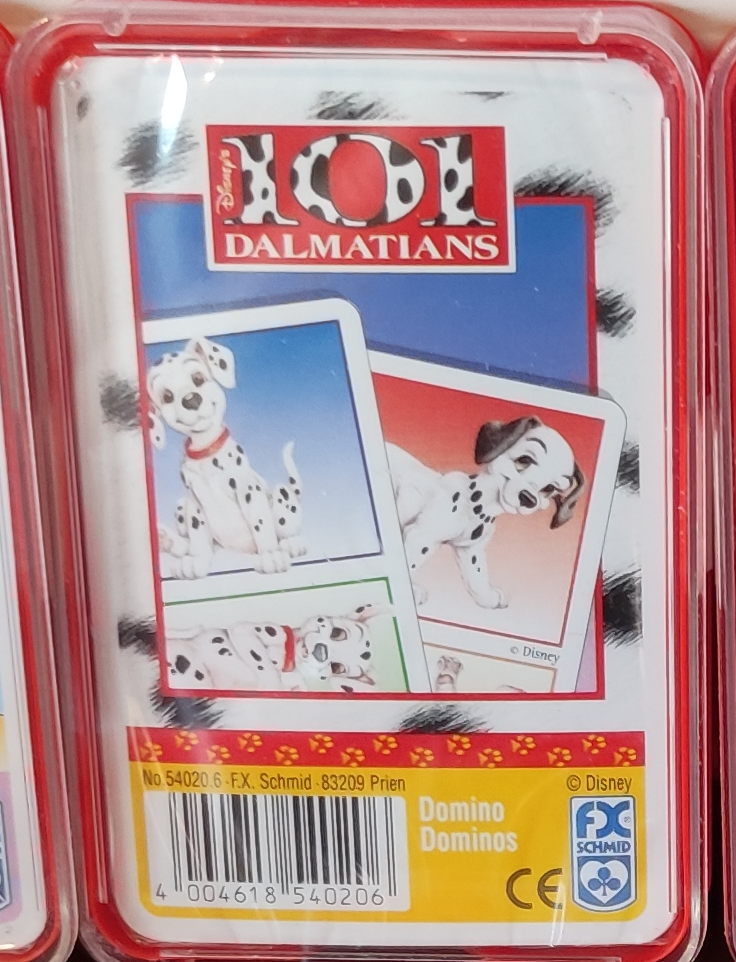 Disney's
101
DALMATIANS
© Disney
No 54020.6 · F.X. Schmid · 83209 Prien
© Disney
Domino
Dominos
FX®
SCHMID
CE
4 004618 540206